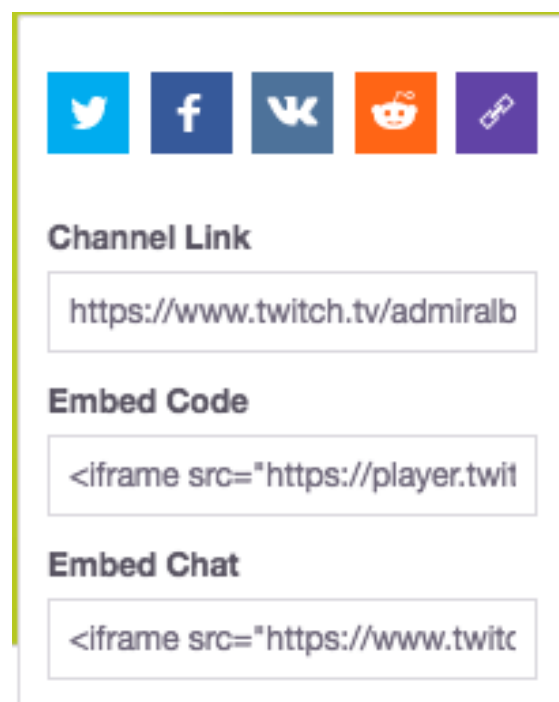 Channel Link
https://www.twitch.tv/admiralb
Embed Code
<iframe src="https://player.twit
Embed Chat
<iframe src="https://www.twitc